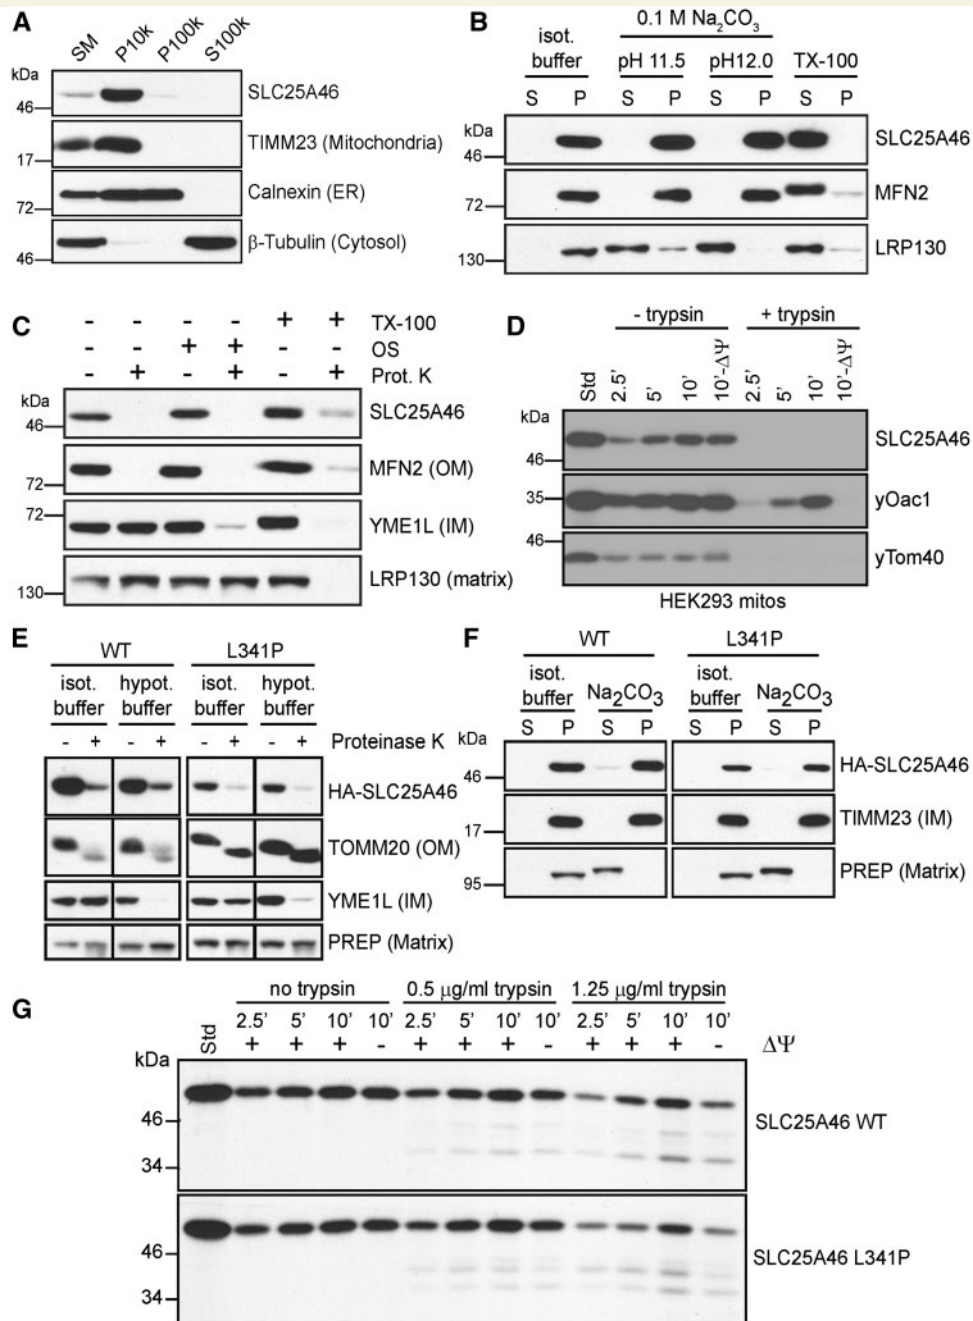 A
SM P10k P100k S100k
kDa
46 SLC25A46
17 TIMM23 (Mitochondria)
72 Calnexin (ER)
46 β-Tubulin (Cytosol)
B
0.1 M Na2CO3
isot. buffer pH 11.5 pH12.0 TX-100
S P S P S P S P
kDa
46 SLC25A46
72 MFN2
130 LRP130
C
- - - - + + TX-100
- - + + - - OS
- + - + - + Prot. K
kDa
46 SLC25A46
72 MFN2 (OM)
72 YME1L (IM)
130 LRP130 (matrix)
D
- trypsin + trypsin
Std 2.5' 5' 10' 10'-ΔΨ 2.5' 5' 10' 10'-ΔΨ
kDa
46 SLC25A46
35 yOac1
46 yTom40
HEK293 mitos
E
WT L341P
isot. buffer hypot. buffer isot. buffer hypot. buffer
- + - + - + - + Proteinase K
HA-SLC25A46
TOMM20 (OM)
YME1L (IM)
PREP (Matrix)
F
WT L341P
isot. buffer Na2CO3 isot. buffer Na2CO3
S P S P S P S P
kDa
46 HA-SLC25A46
17 TIMM23 (IM)
95 PREP (Matrix)
G
no trypsin 0.5 μg/ml trypsin 1.25 μg/ml trypsin
Std 2.5' 5' 10' 10' 2.5' 5' 10' 10' 2.5' 5' 10' 10'
+ + + - + + + - + + + - ΔΨ
kDa
46
SLC25A46 WT
34
46
SLC25A46 L341P
34